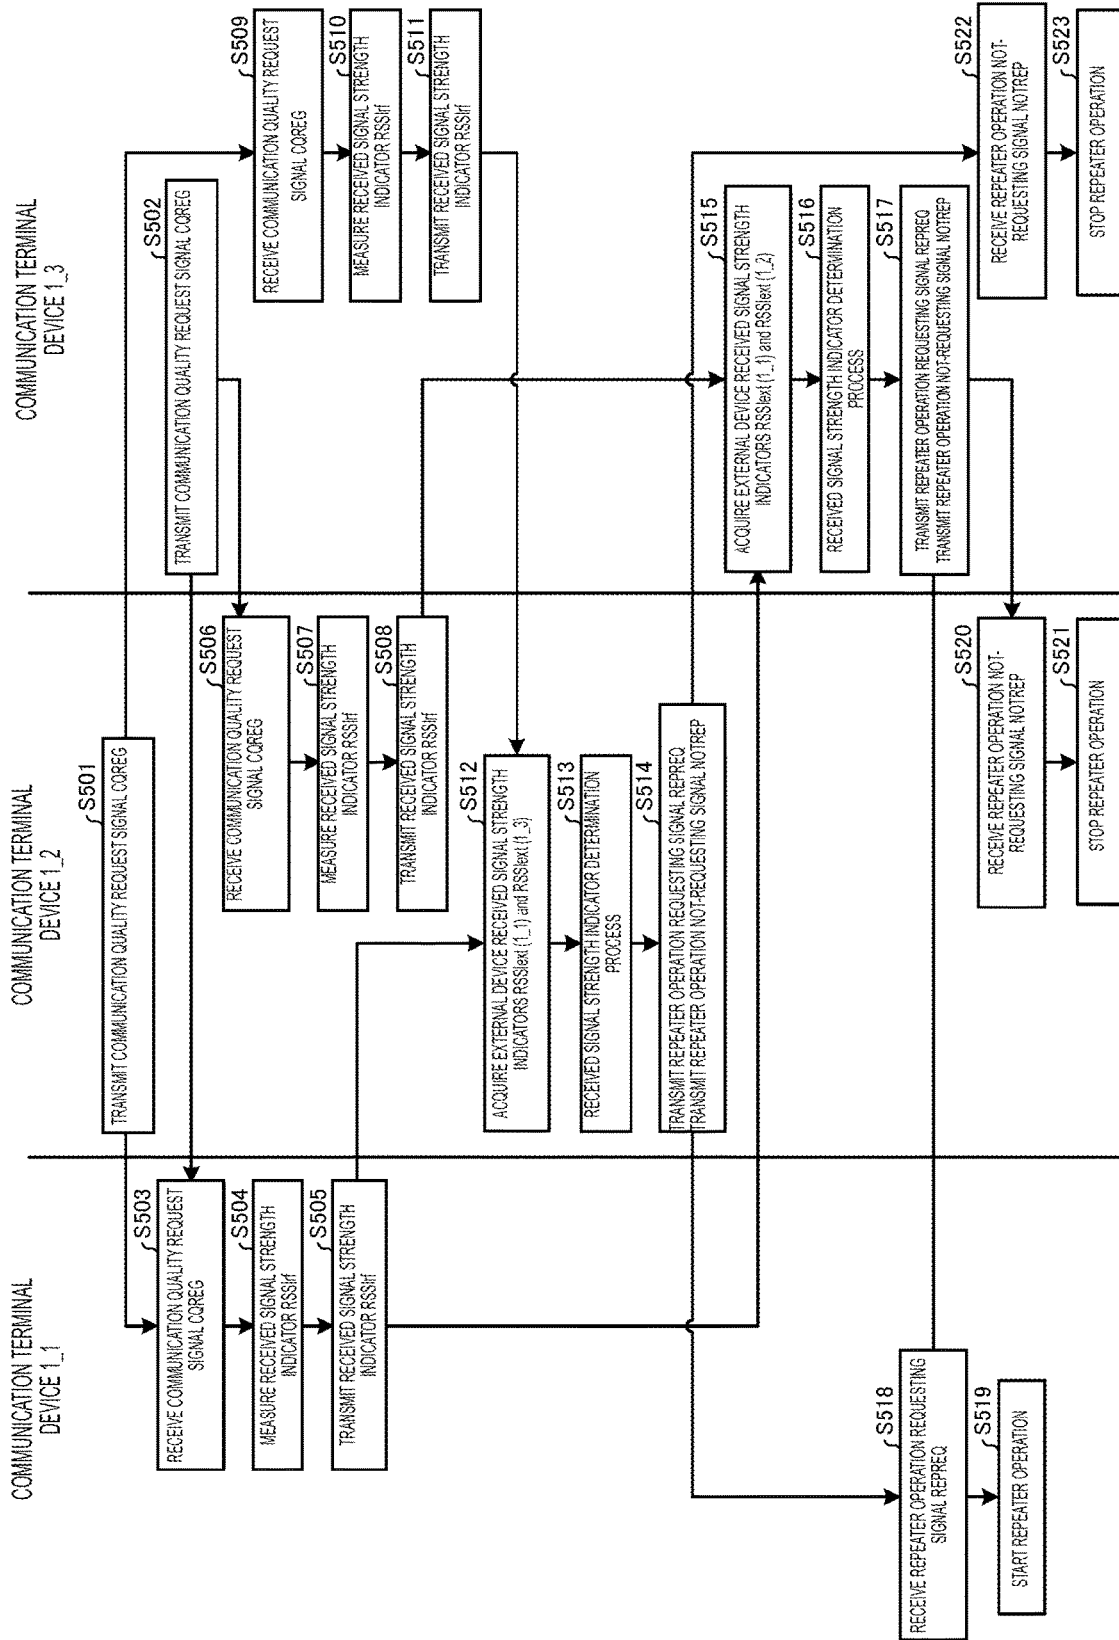 COMMUNICATION TERMINAL
DEVICE 1_1
COMMUNICATION TERMINAL
DEVICE 1_2
COMMUNICATION TERMINAL
DEVICE 1_3
S501
TRANSMIT COMMUNICATION QUALITY REQUEST SIGNAL CQREG
S502
TRANSMIT COMMUNICATION QUALITY REQUEST SIGNAL CQREG
S503
RECEIVE COMMUNICATION QUALITY REQUEST
SIGNAL CQREG
S504
MEASURE RECEIVED SIGNAL STRENGTH
INDICATOR RSSIrf
S505
TRANSMIT RECEIVED SIGNAL STRENGTH
INDICATOR RSSIrf
S506
RECEIVE COMMUNICATION QUALITY REQUEST
SIGNAL CQREG
S507
MEASURE RECEIVED SIGNAL STRENGTH
INDICATOR RSSIrf
S508
TRANSMIT RECEIVED SIGNAL STRENGTH
INDICATOR RSSIrf
S509
RECEIVE COMMUNICATION QUALITY REQUEST
SIGNAL CQREG
S510
MEASURE RECEIVED SIGNAL STRENGTH
INDICATOR RSSIrf
S511
TRANSMIT RECEIVED SIGNAL STRENGTH
INDICATOR RSSIrf
S512
ACQUIRE EXTERNAL DEVICE RECEIVED SIGNAL STRENGTH
INDICATORS RSSIext (1_1) and RSSIext (1_3)
S513
RECEIVED SIGNAL STRENGTH INDICATOR DETERMINATION
PROCESS
S514
TRANSMIT REPEATER OPERATION REQUESTING SIGNAL REPREQ
TRANSMIT REPEATER OPERATION NOT-REQUESTING SIGNAL NOTREP
S515
ACQUIRE EXTERNAL DEVICE RECEIVED SIGNAL STRENGTH
INDICATORS RSSIext (1_1) and RSSIext (1_2)
S516
RECEIVED SIGNAL STRENGTH INDICATOR DETERMINATION
PROCESS
S517
TRANSMIT REPEATER OPERATION REQUESTING SIGNAL REPREQ
TRANSMIT REPEATER OPERATION NOT-REQUESTING SIGNAL NOTREP
S518
RECEIVE REPEATER OPERATION REQUESTING
SIGNAL REPREQ
S519
START REPEATER OPERATION
S520
RECEIVE REPEATER OPERATION NOT-
REQUESTING SIGNAL NOTREP
S521
STOP REPEATER OPERATION
S522
RECEIVE REPEATER OPERATION NOT-
REQUESTING SIGNAL NOTREP
S523
STOP REPEATER OPERATION